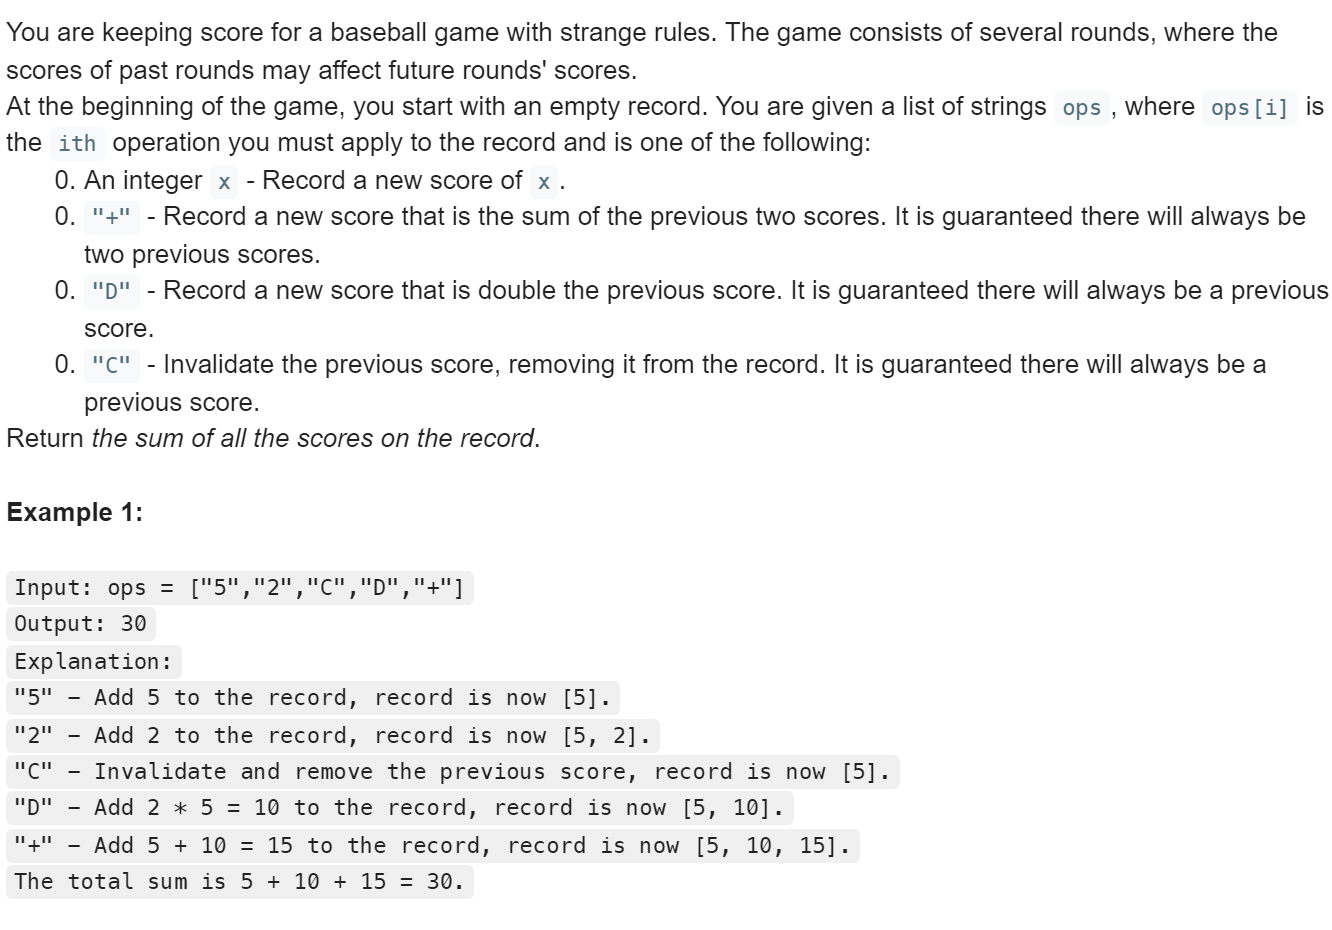 You are keeping score for a baseball game with strange rules. The game consists of several rounds, where the
scores of past rounds may affect future rounds' scores.
At the beginning of the game, you start with an empty record. You are given a list of strings ops , where ops[i] is
the ith operation you must apply to the record and is one of the following:
0. An integer x - Record a new score of x .
0. "+" - Record a new score that is the sum of the previous two scores. It is guaranteed there will always be
two previous scores.
0. "D" - Record a new score that is double the previous score. It is guaranteed there will always be a previous
score.
0. "C" - Invalidate the previous score, removing it from the record. It is guaranteed there will always be a
previous score.
Return the sum of all the scores on the record.
Example 1:
Input: ops = ["5","2","C","D","+"]
Output: 30
Explanation:
"5" – Add 5 to the record, record is now [5].
"2" – Add 2 to the record, record is now [5, 2].
"C" – Invalidate and remove the previous score, record is now [5].
"D" – Add 2 * 5 = 10 to the record, record is now [5, 10].
"+" – Add 5 + 10 = 15 to the record, record is now [5, 10, 15].
The total sum is 5 + 10 + 15 = 30.